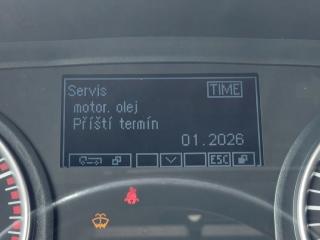 Servis TIME
motor. olej
Příští termín
01.2026
ESC